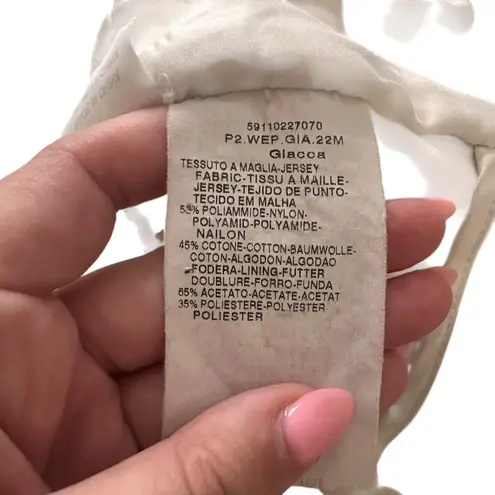 59110227070
P2.WEP.GIA.22M
Giacca
TESSUTO A MAGLIA-JERSEY
FABRIC-TISSU A MAILLE-
JERSEY-TEJIDO DE PUNTO-
TECIDO EM MALHA
55% POLIAMMIDE-NYLON-
POLYAMID-POLYAMIDE-
NAILON
45% COTONE-COTTON-BAUMWOLLE-
COTON-ALGODON-ALGODAO
FODERA-LINING-FUTTER
DOUBLURE-FORRO-FUNDA
65% ACETATO-ACETATE-ACETAT
35% POLIESTERE-POLYESTER
POLIESTER